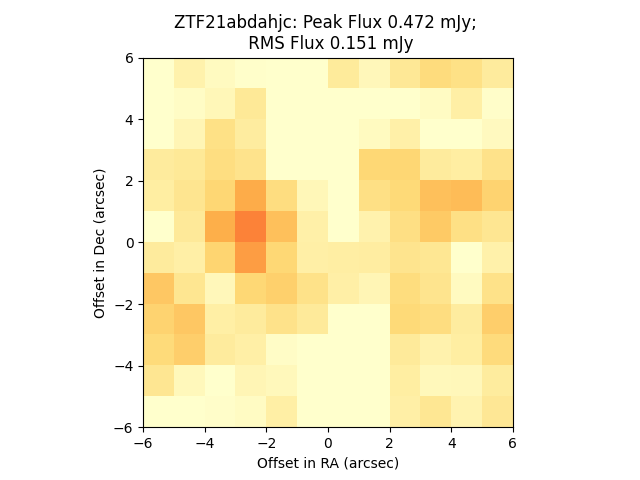 ZTF21abdahjc: Peak Flux 0.472 mJy;
RMS Flux 0.151 mJy
6
4
2
0
−2
−4
−6
Offset in Dec (arcsec)
−6 −4 −2 0 2 4 6
Offset in RA (arcsec)